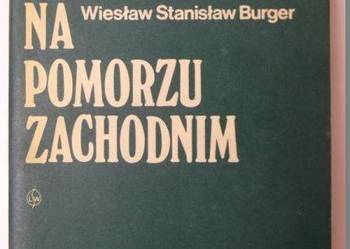 Wiesław Stanisław Burger
NA
POMORZU
ZACHODNIM